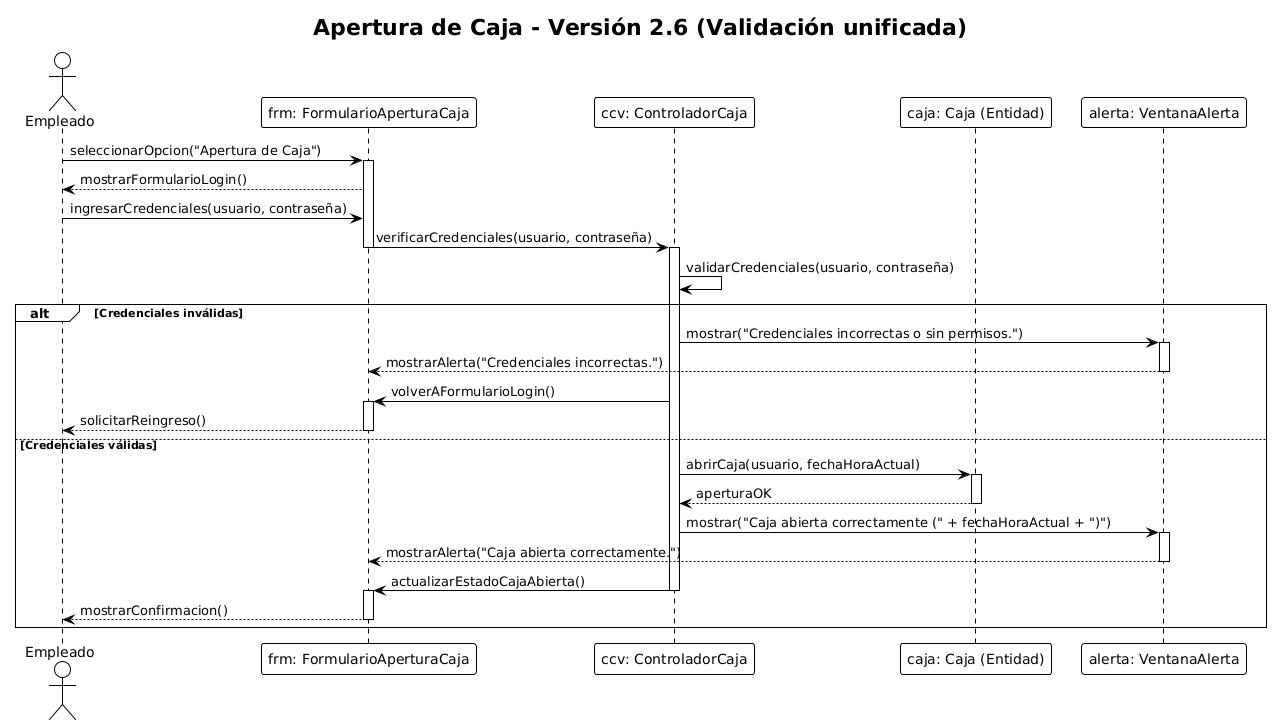 Apertura de Caja - Versión 2.6 (Validación unificada)
Empleado
frm: FormularioAperturaCaja
ccv: ControladorCaja
caja: Caja (Entidad)
alerta: VentanaAlerta
seleccionarOpcion("Apertura de Caja")
mostrarFormularioLogin()
ingresarCredenciales(usuario, contraseña)
verificarCredenciales(usuario, contraseña)
validarCredenciales(usuario, contraseña)
alt
[Credenciales inválidas]
mostrar("Credenciales incorrectas o sin permisos.")
mostrarAlerta("Credenciales incorrectas.")
volverAFormularioLogin()
solicitarReingreso()
[Credenciales válidas]
abrirCaja(usuario, fechaHoraActual)
aperturaOK
mostrar("Caja abierta correctamente (" + fechaHoraActual + ")")
mostrarAlerta("Caja abierta correctamente.")
actualizarEstadoCajaAbierta()
mostrarConfirmacion()
Empleado
frm: FormularioAperturaCaja
ccv: ControladorCaja
caja: Caja (Entidad)
alerta: VentanaAlerta